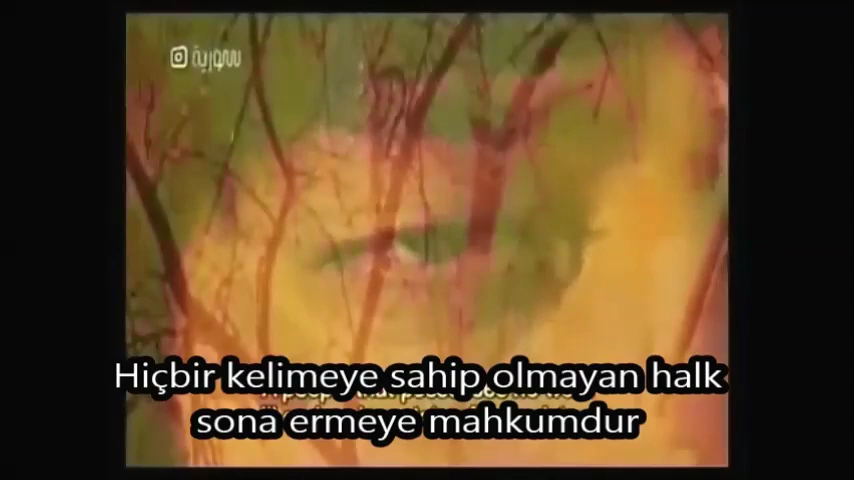 سورية
Hiçbir kelimeye sahip olmayan halk
sona ermeye mahkumdur